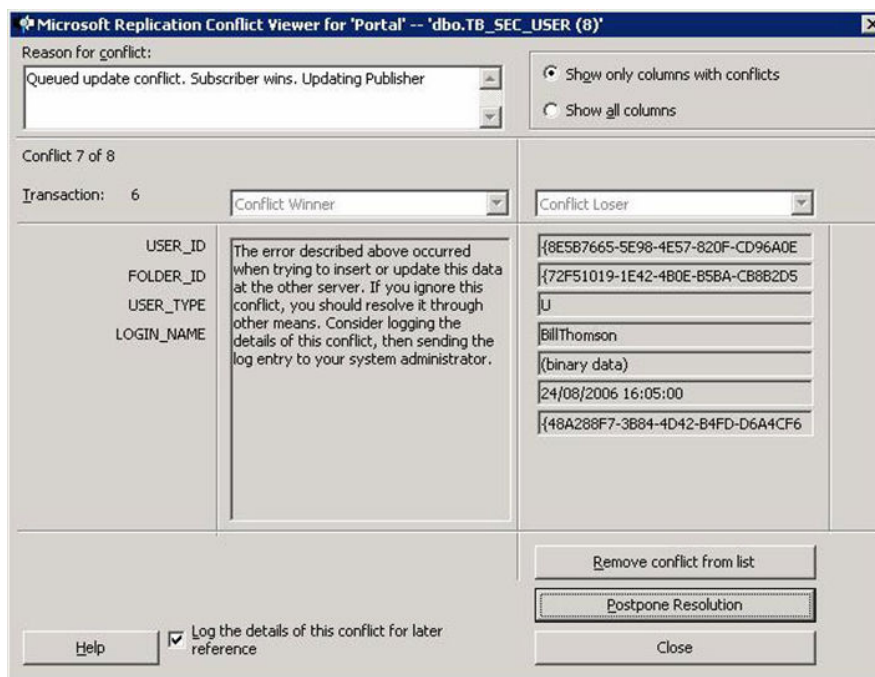 Microsoft Replication Conflict Viewer for 'Portal' -- 'dbo.TB_SEC_USER (8)'
Reason for conflict:
Queued update conflict. Subscriber wins. Updating Publisher
Show only columns with conflicts
Show all columns
Conflict 7 of 8
Transaction: 6
Conflict Winner
Conflict Loser
USER_ID
FOLDER_ID
USER_TYPE
LOGIN_NAME
The error described above occurred
when trying to insert or update this data
at the other server. If you ignore this
conflict, you should resolve it through
other means. Consider logging the
details of this conflict, then sending the
log entry to your system administrator.
{8E5B7665-5E98-4E57-820F-CD96A0E
{72F51019-1E42-4B0E-B5BA-CB8B2D5
U
BillThomson
(binary data)
24/08/2006 16:05:00
{48A288F7-3B84-4D42-B4FD-D6A4CF6
Remove conflict from list
Postpone Resolution
Help
Log the details of this conflict for later
reference
Close